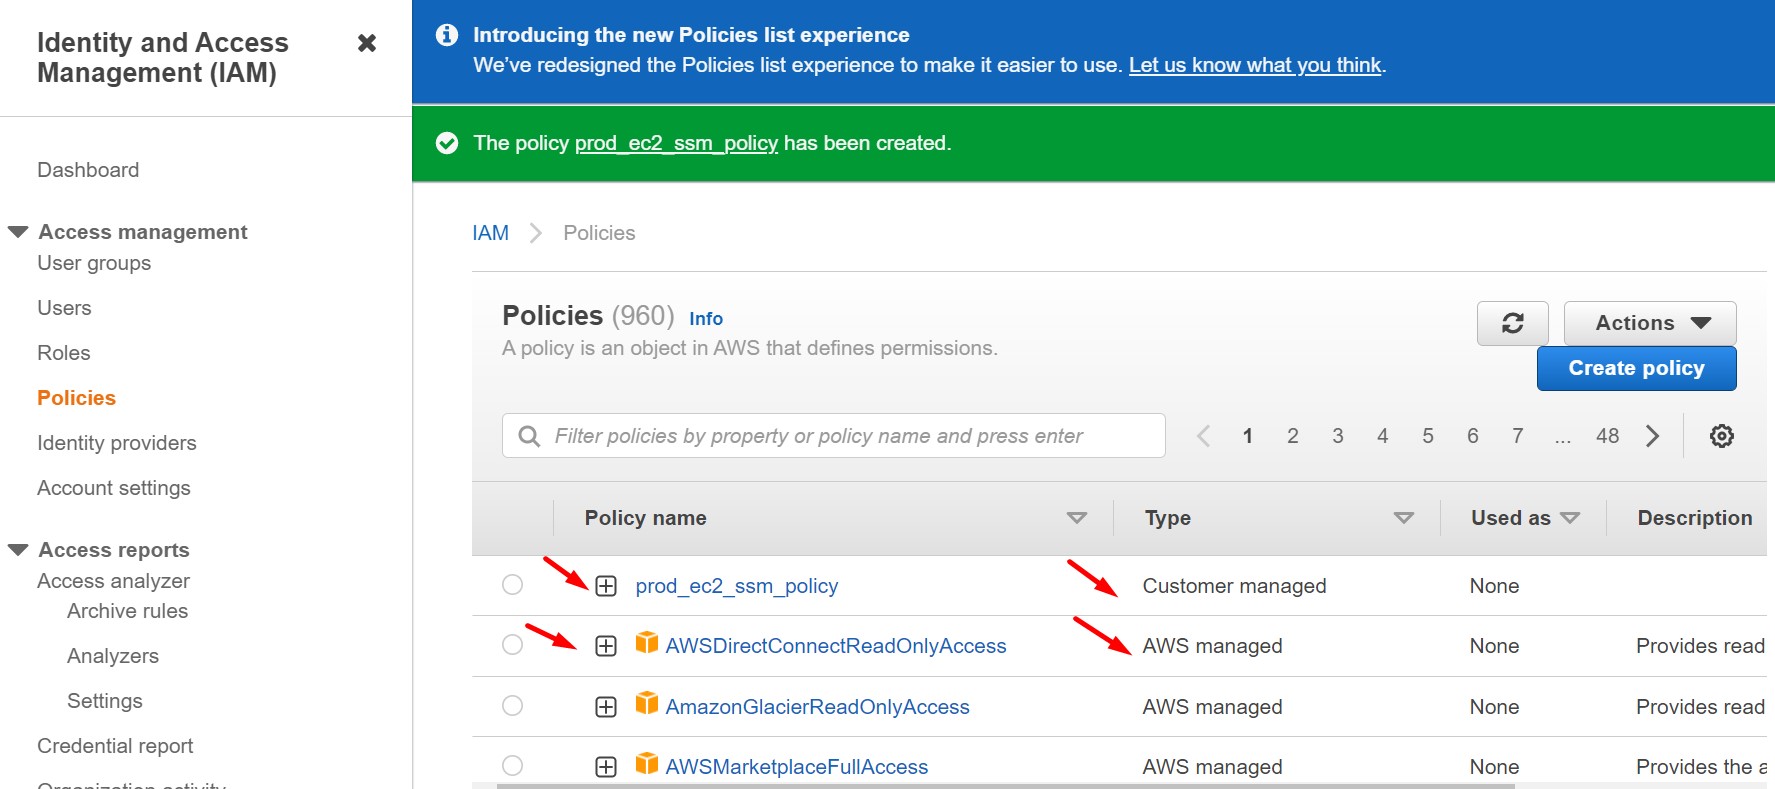 Identity and Access
Management (IAM)
Dashboard
Access management
User groups
Users
Roles
Policies
Identity providers
Account settings
Access reports
Access analyzer
Archive rules
Analyzers
Settings
Credential report
Organization activity
Introducing the new Policies list experience
We've redesigned the Policies list experience to make it easier to use. Let us know what you think.
The policy prod_ec2_ssm_policy has been created.
IAM Policies
Policies (960) Info
A policy is an object in AWS that defines permissions.
Actions
Create policy
Filter policies by property or policy name and press enter
1 2 3 4 5 6 7 ... 48
Policy name Type Used as Description
prod_ec2_ssm_policy Customer managed None
AWSDirectConnectReadOnlyAccess AWS managed None Provides read
AmazonGlacierReadOnlyAccess AWS managed None Provides read
AWSMarketplaceFullAccess AWS managed None Provides the a